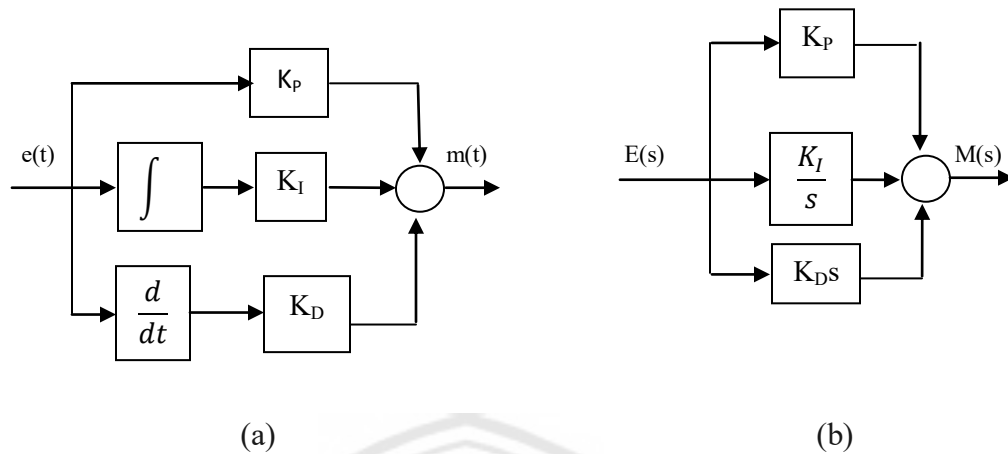 K_P
e(t)
∫
K_I
m(t)
d/dt
K_D
(a)
K_P
E(s)
K_I/s
M(s)
K_Ds
(b)